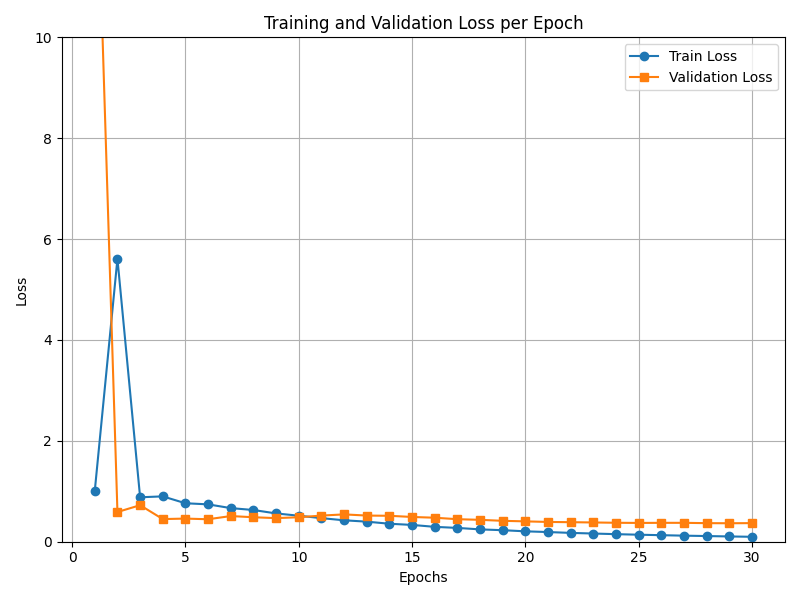 Training and Validation Loss per Epoch
Train Loss
Validation Loss
Loss
10
8
6
4
2
0
0 5 10 15 20 25 30
Epochs